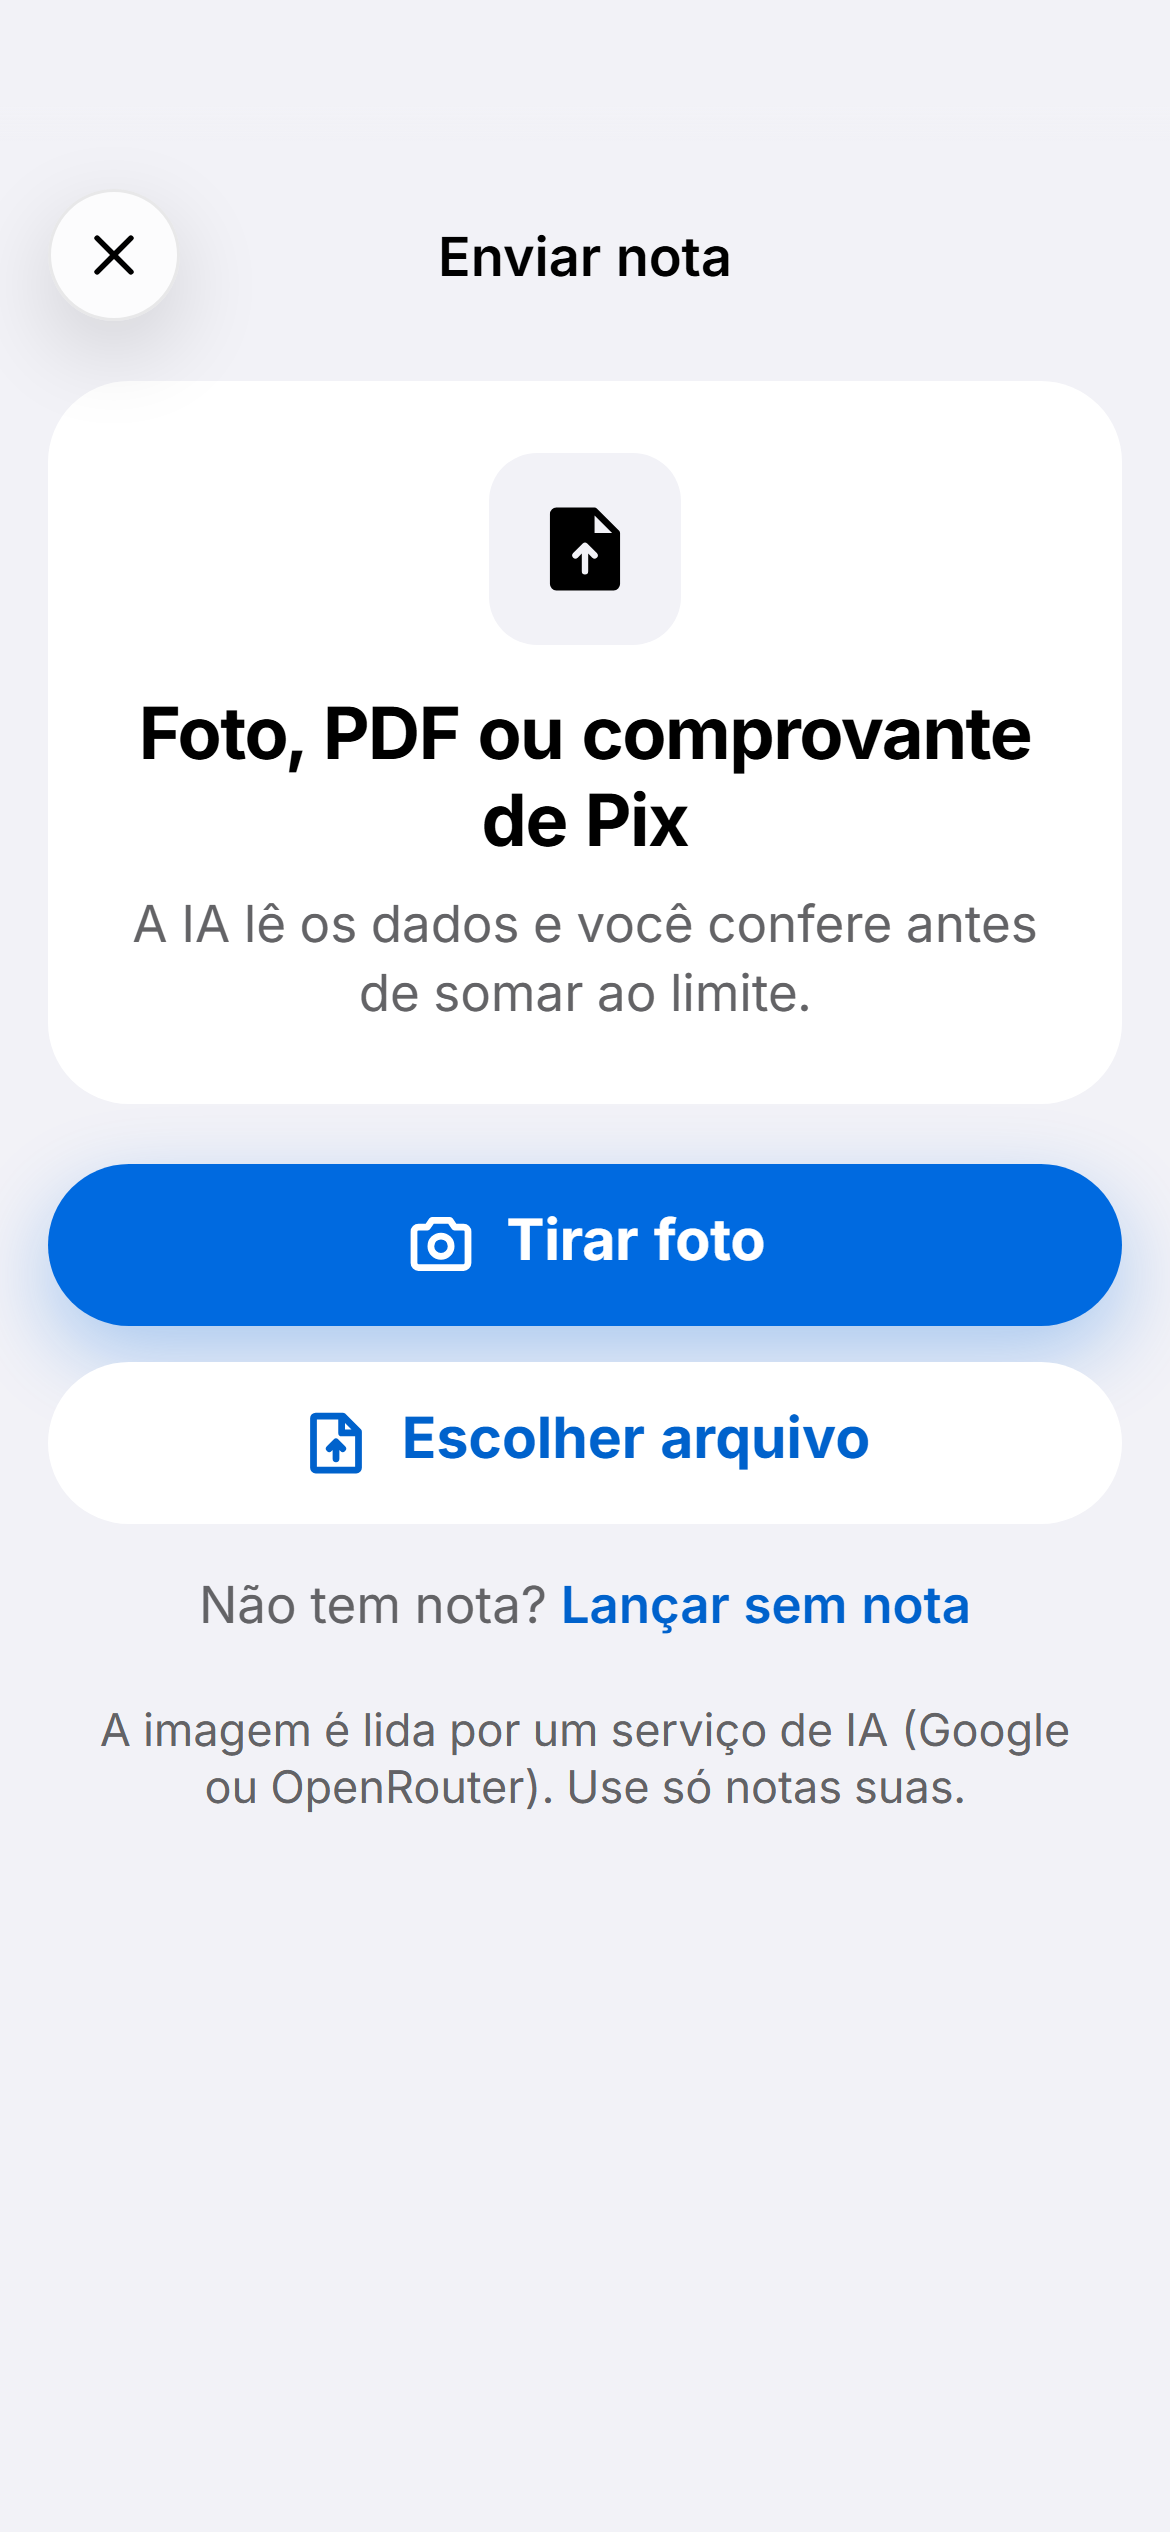 Enviar nota
Foto, PDF ou comprovante
de Pix
A IA lê os dados e você confere antes
de somar ao limite.
Tirar foto
Escolher arquivo
Não tem nota? Lançar sem nota
A imagem é lida por um serviço de IA (Google
ou OpenRouter). Use só notas suas.